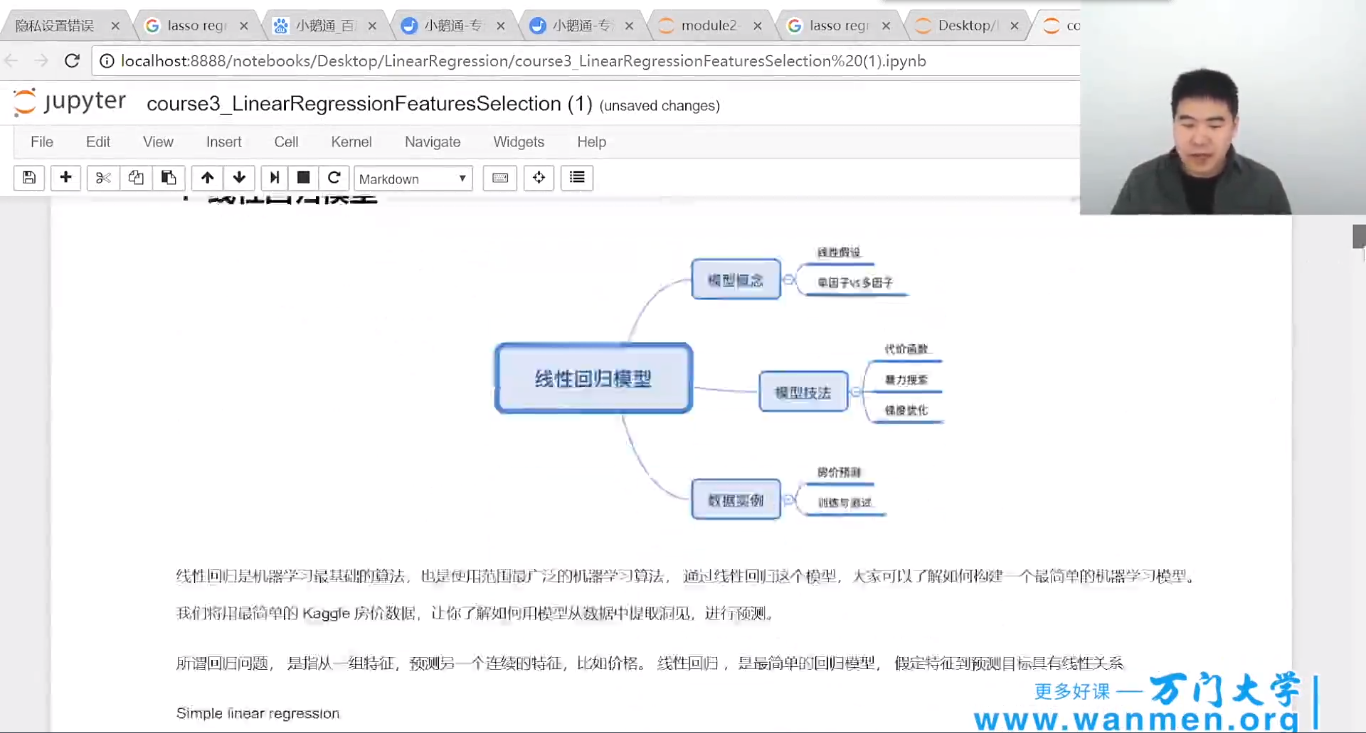 隐私设置错误
lasso regr
小鹅通_百
小鹅通-专
小鹅通-专
module2-
lasso regr
Desktop/l
co
localhost:8888/notebooks/Desktop/LinearRegression/course3_LinearRegressionFeaturesSelection%20(1).ipynb
jupyter course3_LinearRegressionFeaturesSelection (1) (unsaved changes)
File Edit View Insert Cell Kernel Navigate Widgets Help
Markdown
线性回归模型
线性假设
模型概念
单因子vs多因子
代价函数
线性回归模型
暴力搜索
模型技法
梯度优化
房价预测
数据实例
训练与测试
线性回归是机器学习最基础的算法，也是使用范围最广泛的机器学习算法， 通过线性回归这个模型，大家可以了解如何构建一个最简单的机器学习模型。
我们将用最简单的 Kaggle 房价数据，让你了解如何用模型从数据中提取洞见，进行预测。
所谓回归问题， 是指从一组特征，预测另一个连续的特征，比如价格。 线性回归 ，是最简单的回归模型， 假定特征到预测目标具有线性关系
更多好课 — 万门大学
Simple linear regression
www.wanmen.org